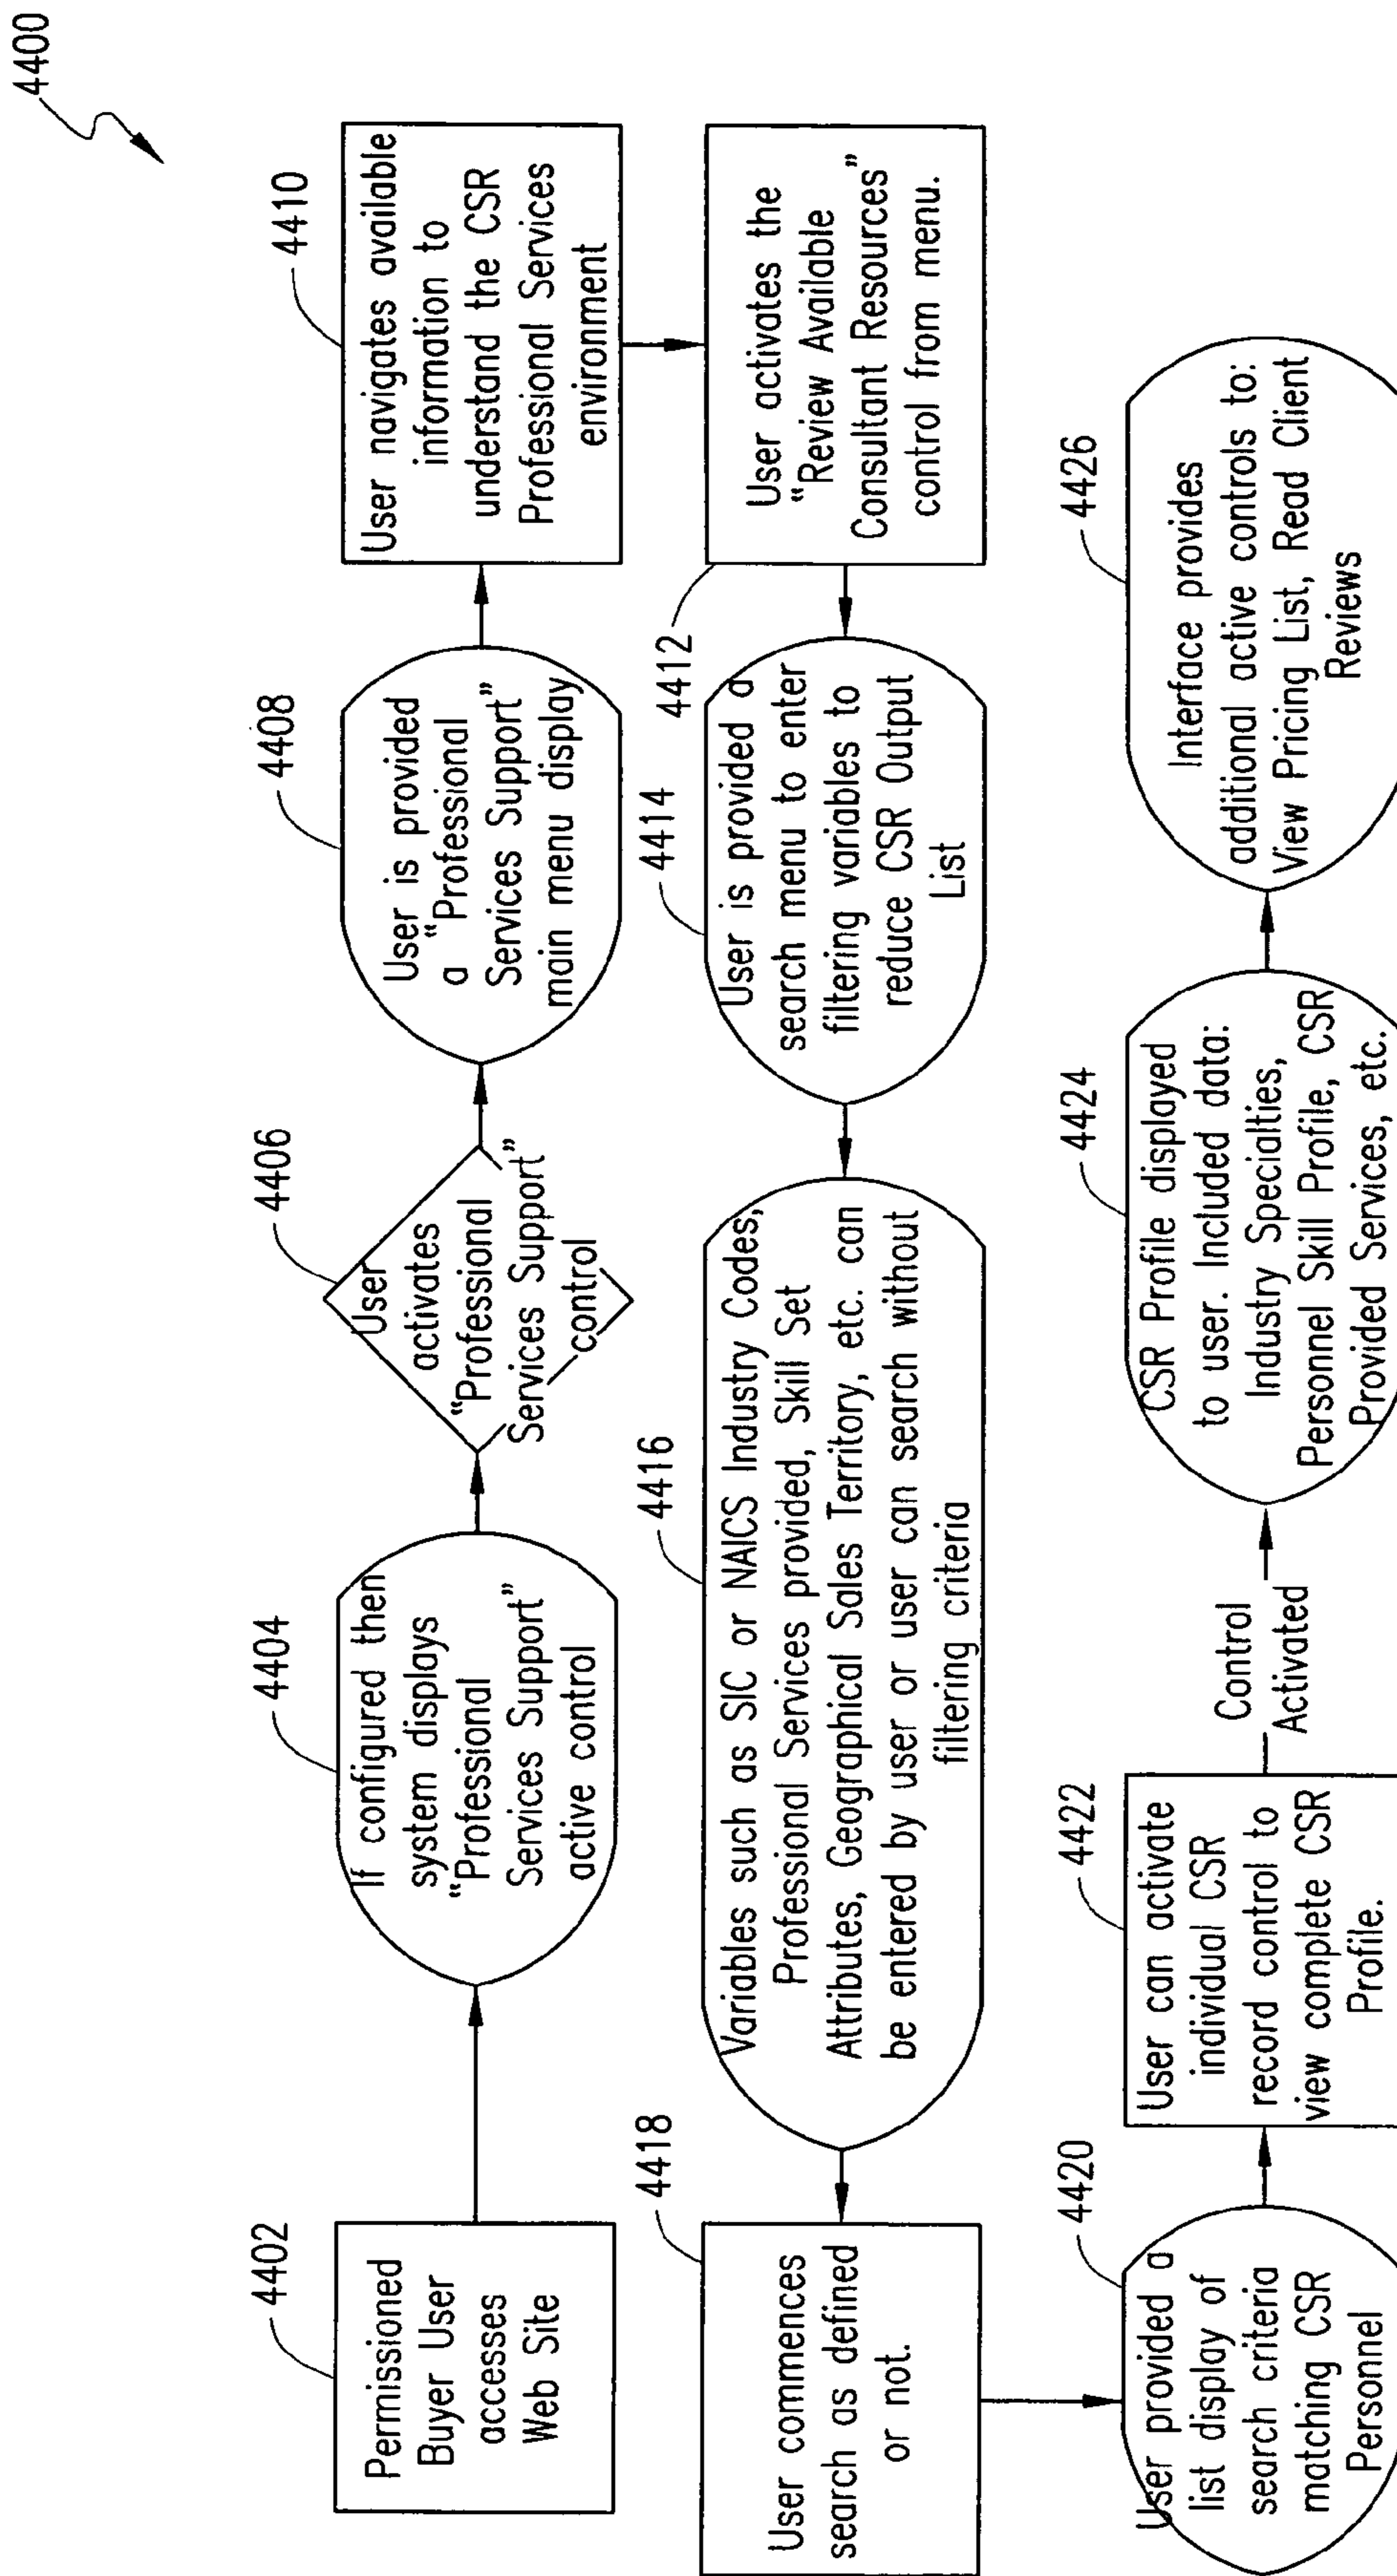 4400
4402
Permissioned
Buyer User
accesses
Web Site
4404
If configured then
system displays
“Professional
Services Support”
active control
4406
User
activates
“Professional
Services Support”
control
4408
User is provided
a “Professional
Services Support”
main menu display
4410
User navigates available
information to
understand the CSR
Professional Services
environment
4412
User activates the
“Review Available
Consultant Resources”
control from menu.
4414
User is provided a
search menu to enter
filtering variables to
reduce CSR Output
List
4416
Variables such as SIC or NAICS Industry Codes,
Professional Services provided, Skill Set
Attributes, Geographical Sales Territory, etc. can
be entered by user or user can search without
filtering criteria
4418
User commences
search as defined
or not.
4420
User provided a
list display of
search criteria
matching CSR
Personnel
4422
User can activate
individual CSR
record control to
view complete CSR
Profile.
Control
Activated
4424
CSR Profile displayed
to user. Included data:
Industry Specialties,
Personnel Skill Profile, CSR
Provided Services, etc.
4426
Interface provides
additional active controls to:
View Pricing List, Read Client
Reviews